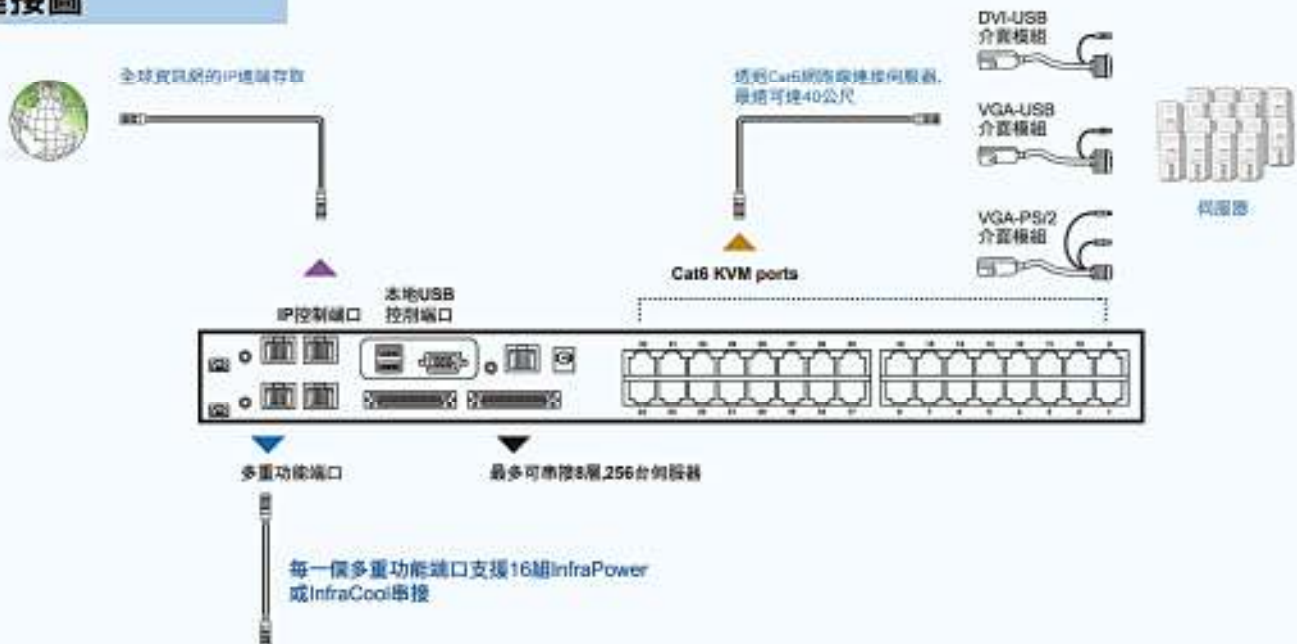 接圖
全球資訊網的IP遠端存取
透過Cat6網路線連接伺服器,
最遠可達40公尺
DVI-USB
介面模組
VGA-USB
介面模組
VGA-PS/2
介面模組
伺服器
Cat6 KVM ports
IP控制端口
本地USB
控制端口
多重功能端口
最多可串接8層,256台伺服器
每一個多重功能端口支援16組InfraPower
或InfraCool串接